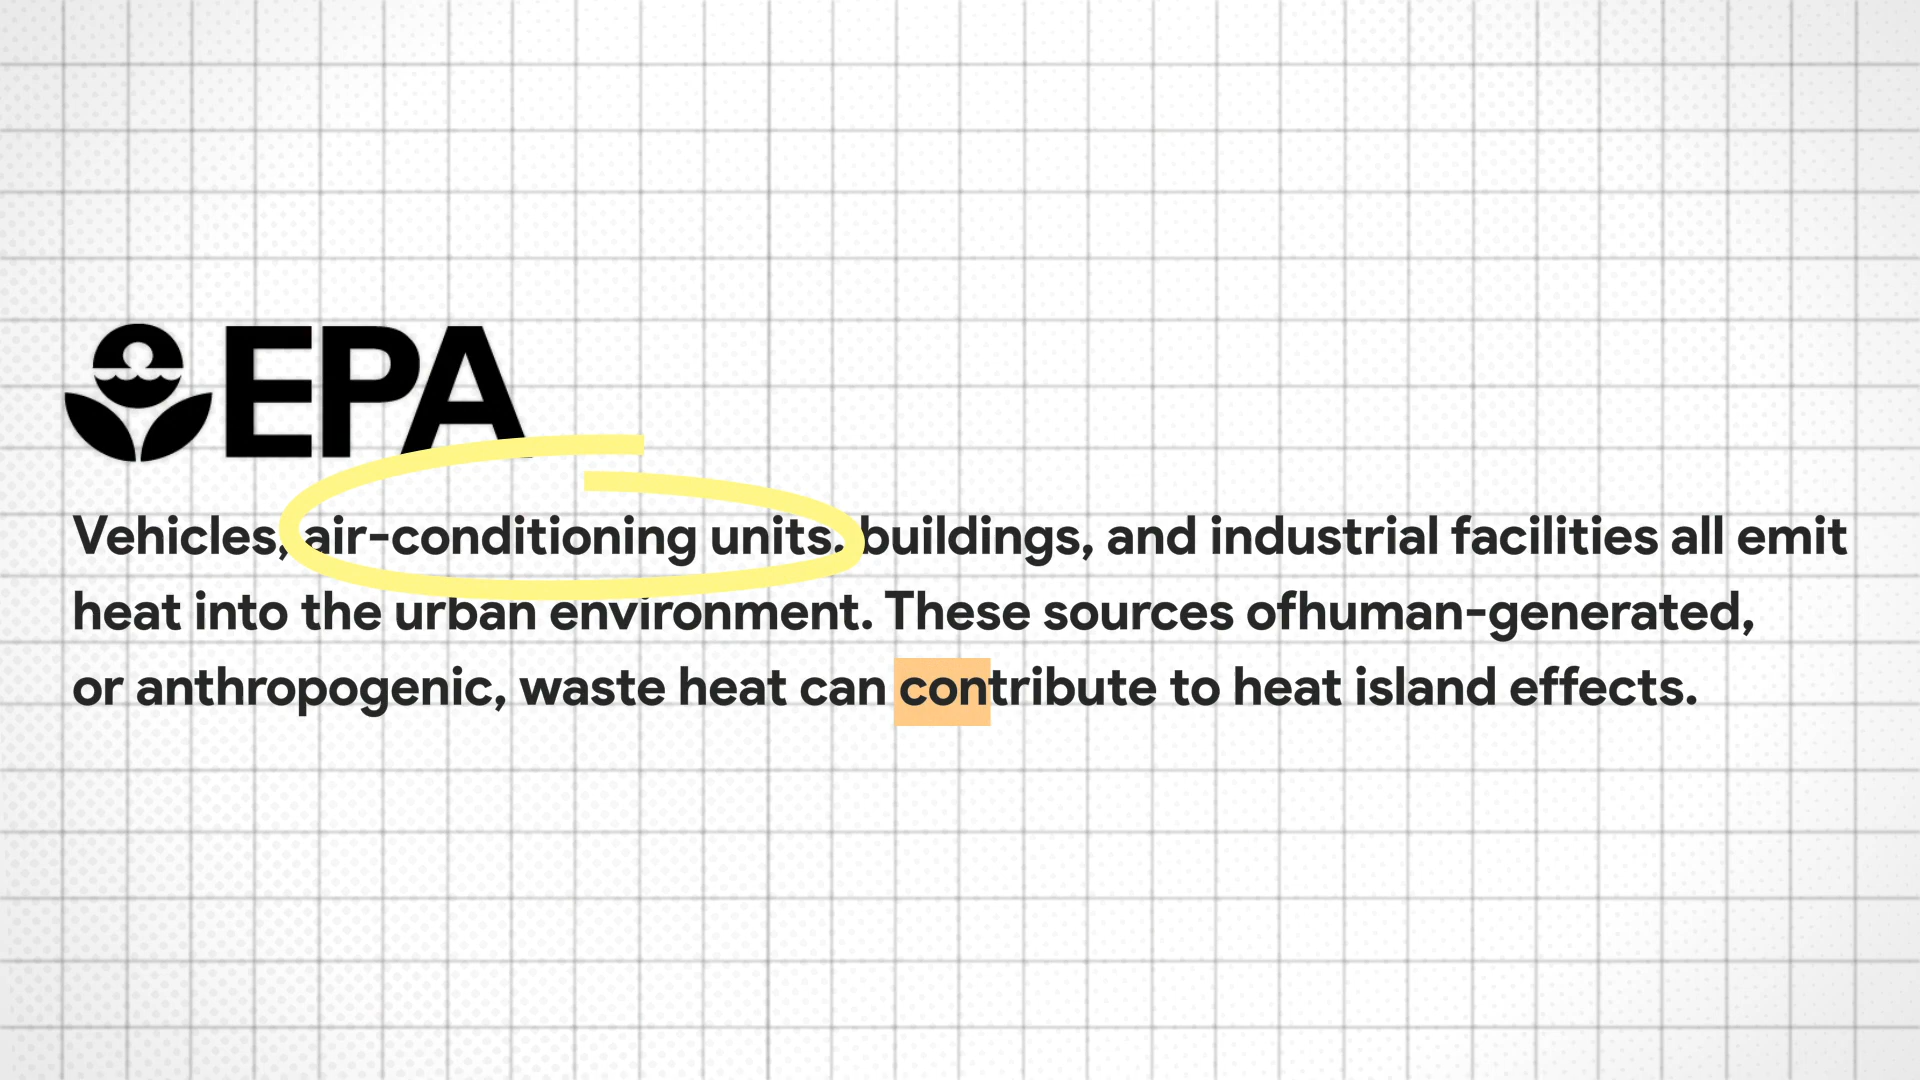 EPA
Vehicles, air-conditioning units, buildings, and industrial facilities all emit
heat into the urban environment. These sources ofhuman-generated,
or anthropogenic, waste heat can contribute to heat island effects.